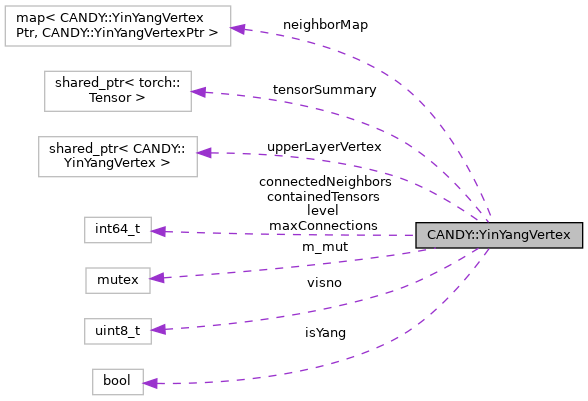 map< CANDY::YinYangVertex
Ptr, CANDY::YinYangVertexPtr >
neighborMap
shared_ptr< torch::
Tensor >
tensorSummary
shared_ptr< CANDY::
YinYangVertex >
upperLayerVertex
connectedNeighbors
containedTensors
level
maxConnections
int64_t
CANDY::YinYangVertex
m_mut
mutex
visno
uint8_t
isYang
bool